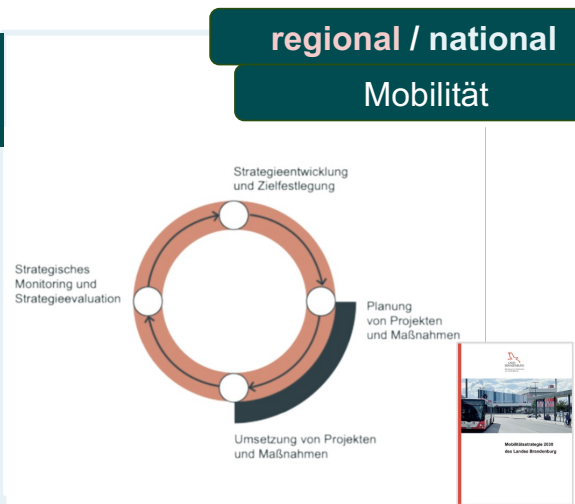 regional / national
Mobilität
Strategieentwicklung
und Zielfestlegung
Strategisches
Monitoring und
Strategieevaluation
Planung
von Projekten
und Maßnahmen
Umsetzung von Projekten
und Maßnahmen
Mobilitätsstrategie 2030
des Landes Brandenburg